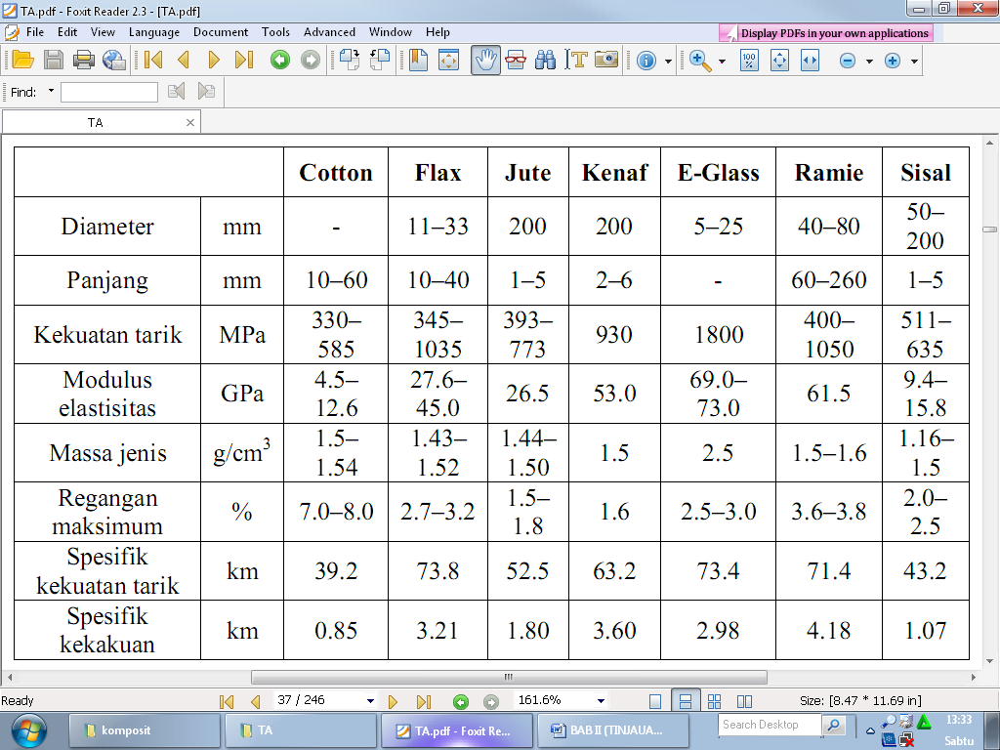 TA.pdf - Foxit Reader 2.3 - [TA.pdf]
File Edit View Language Document Tools Advanced Window Help
Display PDFs in your own applications
Find:
TA
Cotton Flax Jute Kenaf E-Glass Ramie Sisal
Diameter mm - 11–33 200 200 5–25 40–80 50–200
Panjang mm 10–60 10–40 1–5 2–6 - 60–260 1–5
Kekuatan tarik MPa 330–585 345–1035 393–773 930 1800 400–1050 511–635
Modulus elastisitas GPa 4.5–12.6 27.6–45.0 26.5 53.0 69.0–73.0 61.5 9.4–15.8
Massa jenis g/cm³ 1.5–1.54 1.43–1.52 1.44–1.50 1.5 2.5 1.5–1.6 1.16–1.5
Regangan maksimum % 7.0–8.0 2.7–3.2 1.5–1.8 1.6 2.5–3.0 3.6–3.8 2.0–2.5
Spesifik kekuatan tarik km 39.2 73.8 52.5 63.2 73.4 71.4 43.2
Spesifik kekakuan km 0.85 3.21 1.80 3.60 2.98 4.18 1.07
Ready 37 / 246 161.6% Size: [8.47 * 11.69 in]
komposit TA TA.pdf - Foxit Re... BAB II (TINJAUA... Search Desktop 13:33
Sabtu